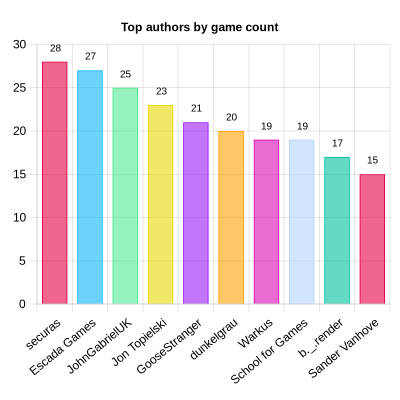 Top authors by game count
30
25
20
15
10
5
0
28
27
25
23
21
20
19
19
17
15
securas
Escada Games
JohnGabrielUK
Jon Topielski
GooseStranger
dunkelgrau
Warkus
School for Games
b._.render
Sander Vanhove